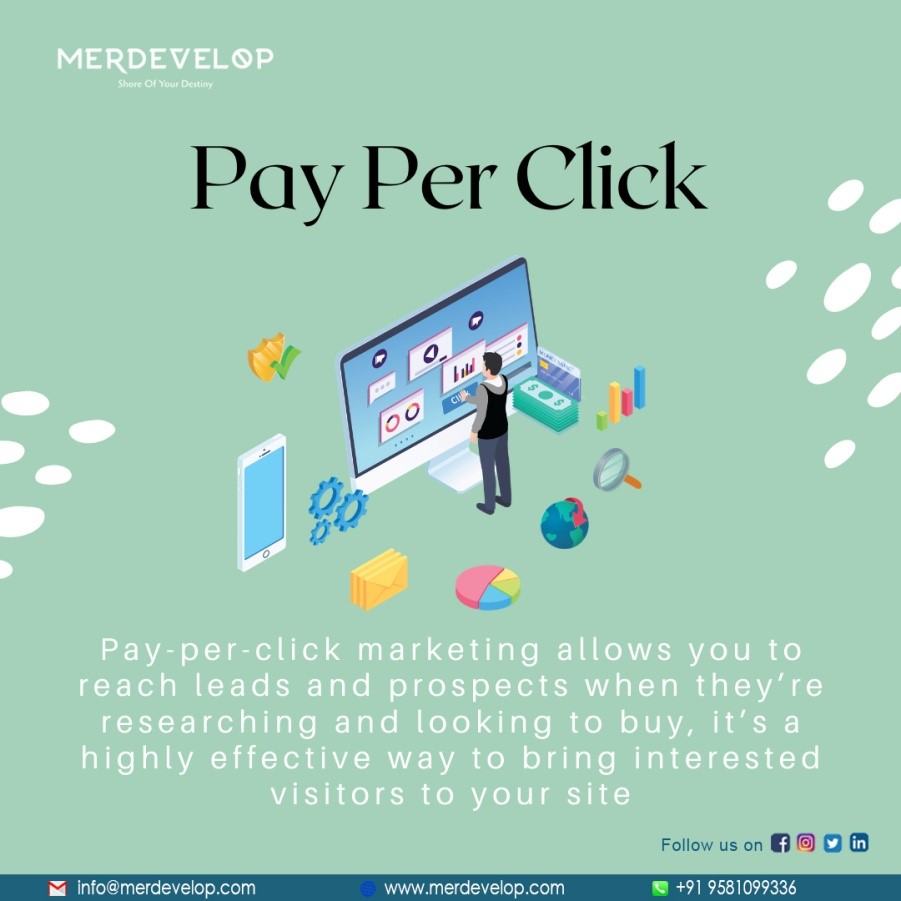 MERDEVELOP
Shore Of Your Destiny
Pay Per Click
Click
Pay-per-click marketing allows you to
reach leads and prospects when they’re
researching and looking to buy, it’s a
highly effective way to bring interested
visitors to your site
Follow us on
info@merdevelop.com www.merdevelop.com +91 9581099336